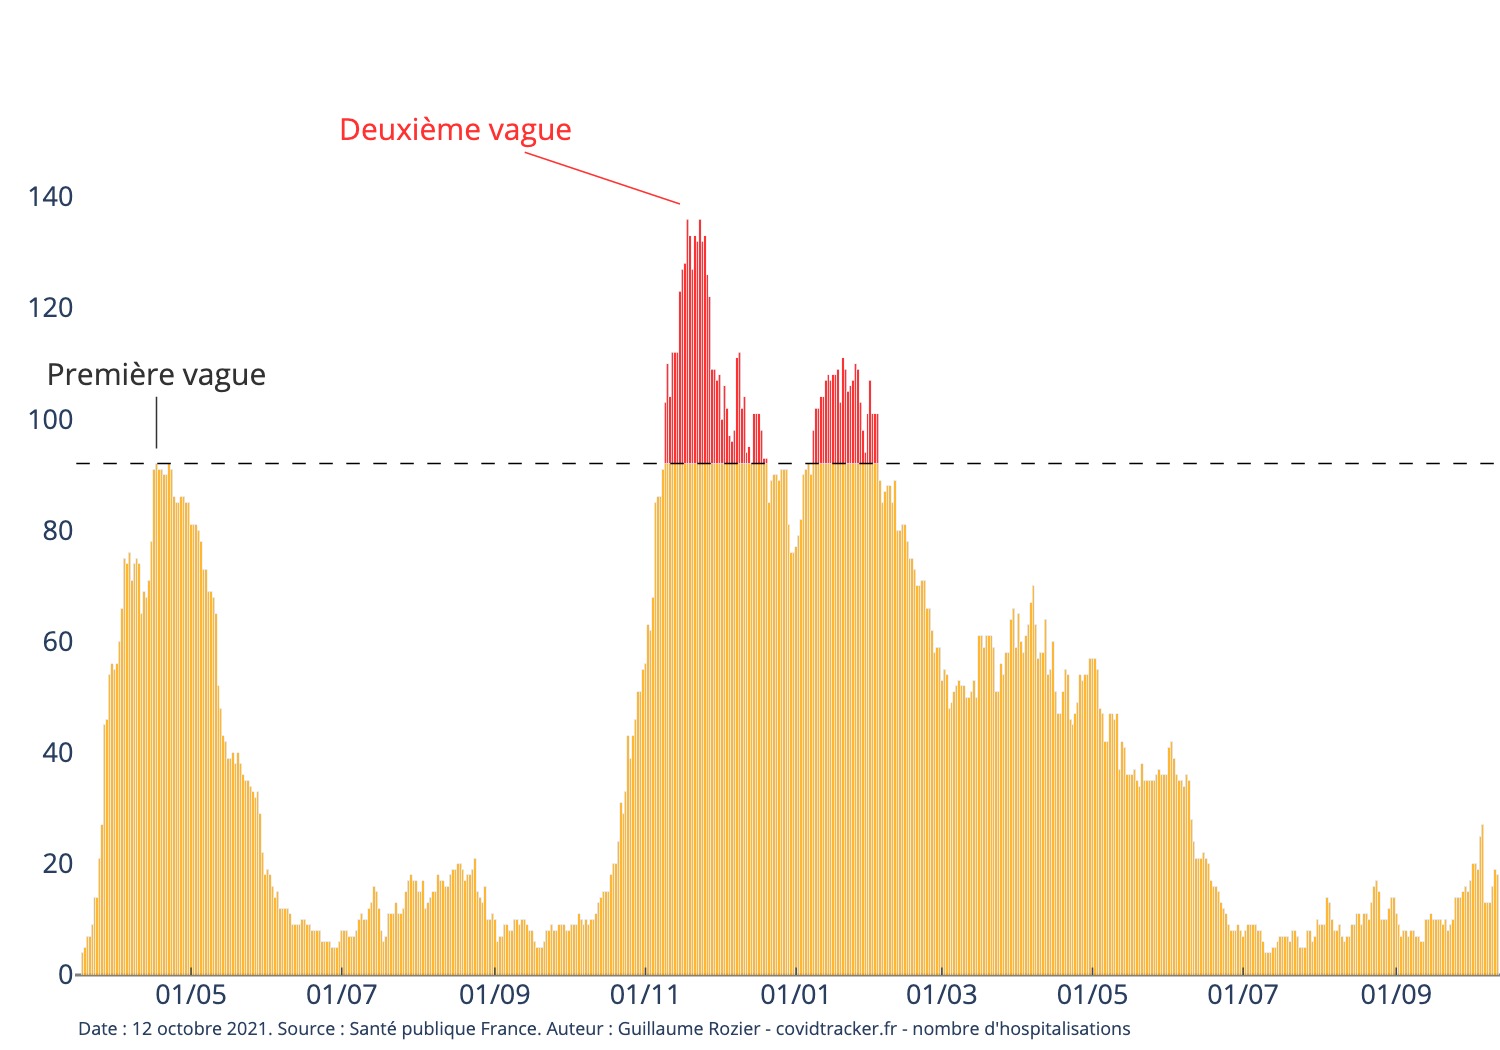 Deuxième vague
140
120
Première vague
100
80
60
40
20
0
01/05 01/07 01/09 01/11 01/01 01/03 01/05 01/07 01/09
Date : 12 octobre 2021. Source : Santé publique France. Auteur : Guillaume Rozier - covidtracker.fr - nombre d'hospitalisations